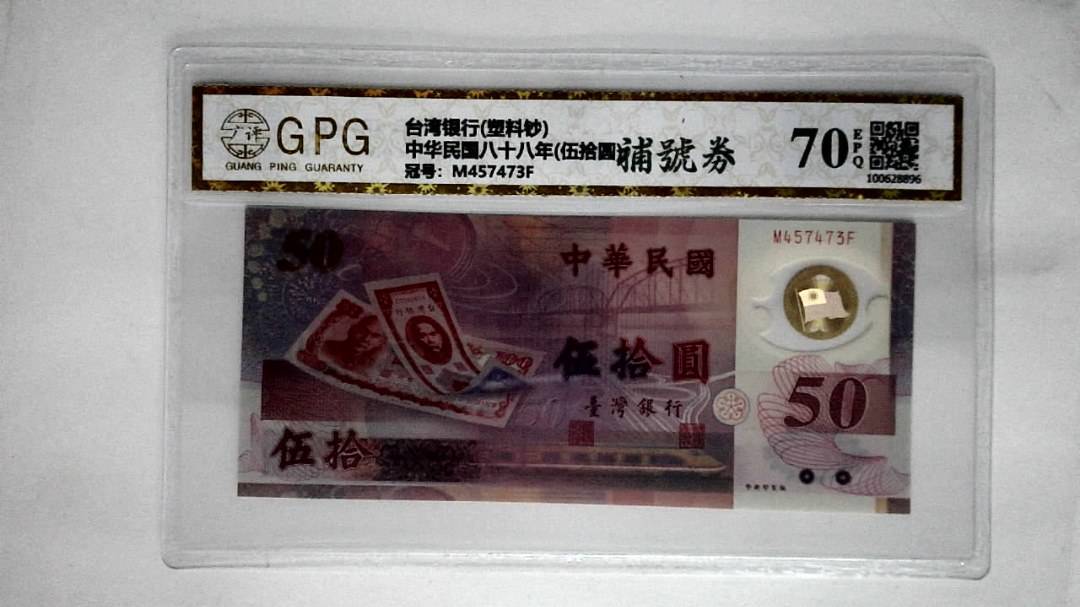 广评
GPG
GUANG PING GUARANTY
台湾银行(塑料钞)
中华民国八十八年(伍拾圆)
冠号：M457473F
補號券
70
EPQ
100628896
50
中華民國
M457473F
伍拾圓
臺灣銀行
50
伍拾